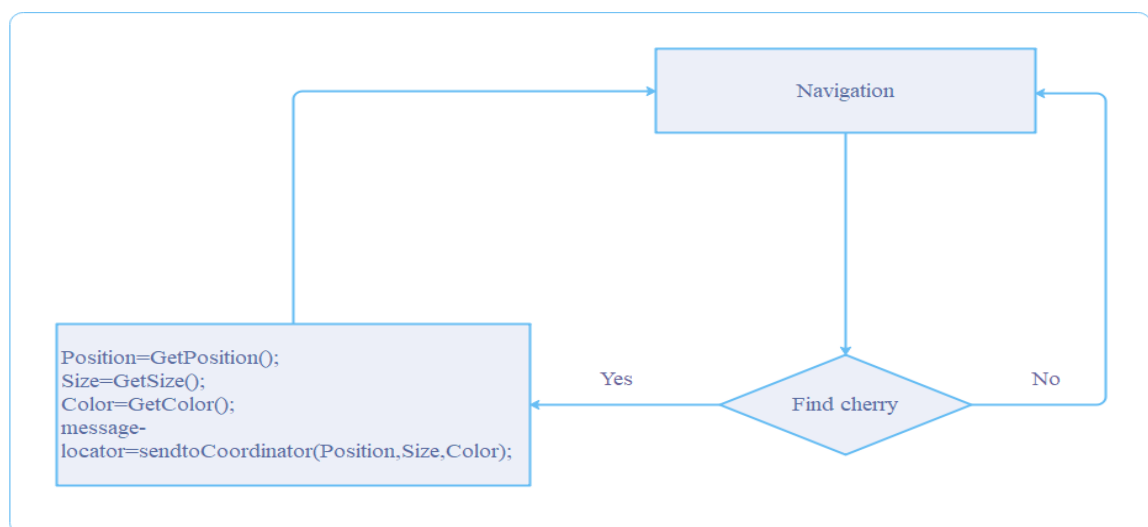 Navigation
Position=GetPosition();
Size=GetSize();
Color=GetColor();
message-
locator=sendtoCoordinator(Position,Size,Color);
Yes
Find cherry
No